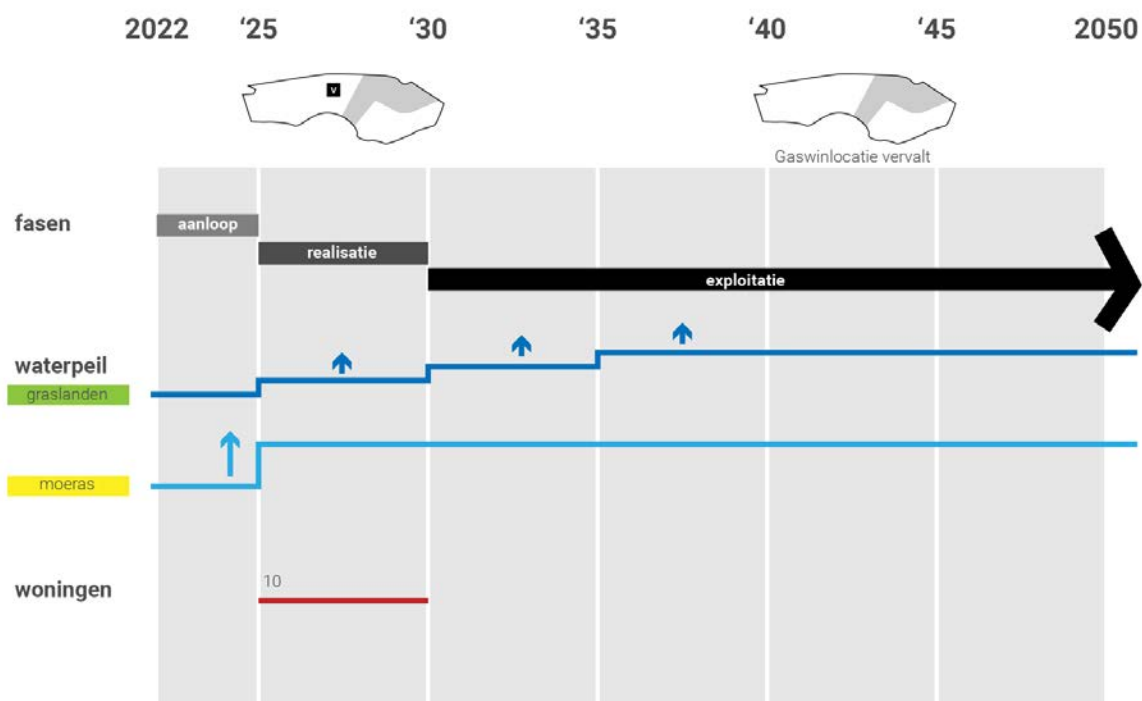 2022 ‘25 ‘30 ‘35 ‘40 ‘45 2050
V
Gaswinlocatie vervalt
fasen
aanloop
realisatie
exploitatie
waterpeil
graslanden
moeras
woningen
10